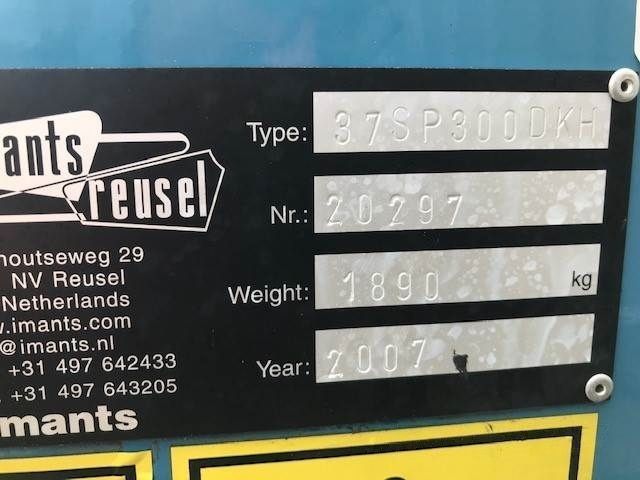 ants
reusel
houtseweg 29
NV Reusel
Netherlands
w.imants.com
@imants.nl
+31 497 642433
+31 497 643205
mants
Type: 37SP300DKH
Nr.: 20297
Weight: 1890 kg
Year: 2007